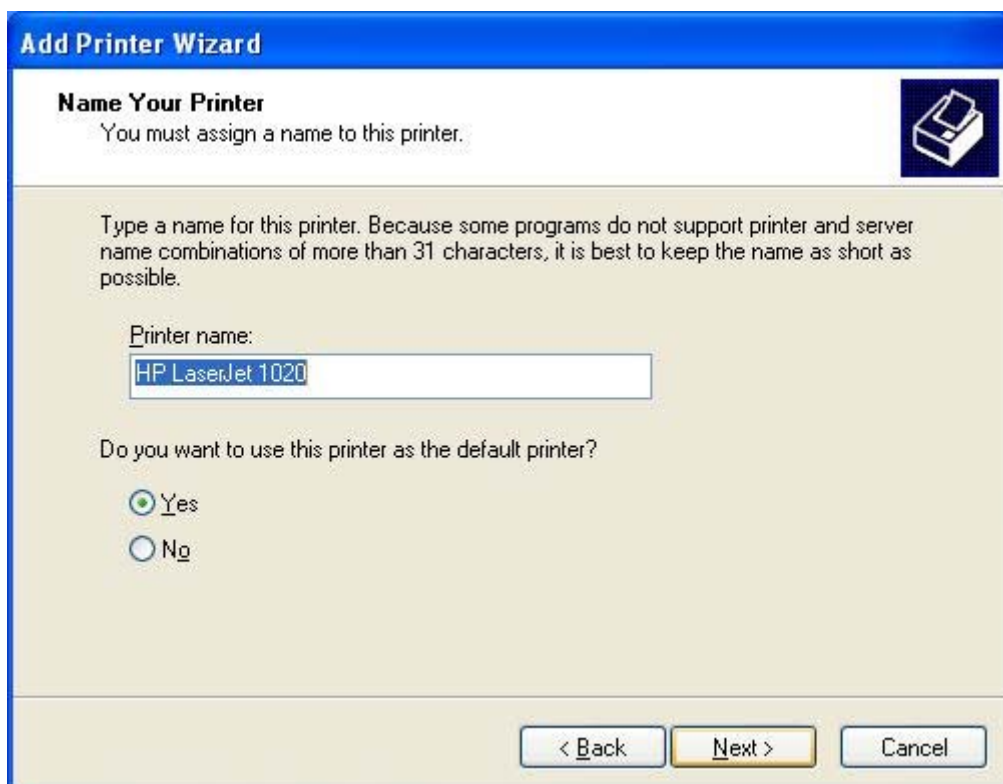 Add Printer Wizard
Name Your Printer
You must assign a name to this printer.
Type a name for this printer. Because some programs do not support printer and server
name combinations of more than 31 characters, it is best to keep the name as short as
possible.
Printer name:
HP LaserJet 1020
Do you want to use this printer as the default printer?
Yes
No
< Back Next > Cancel